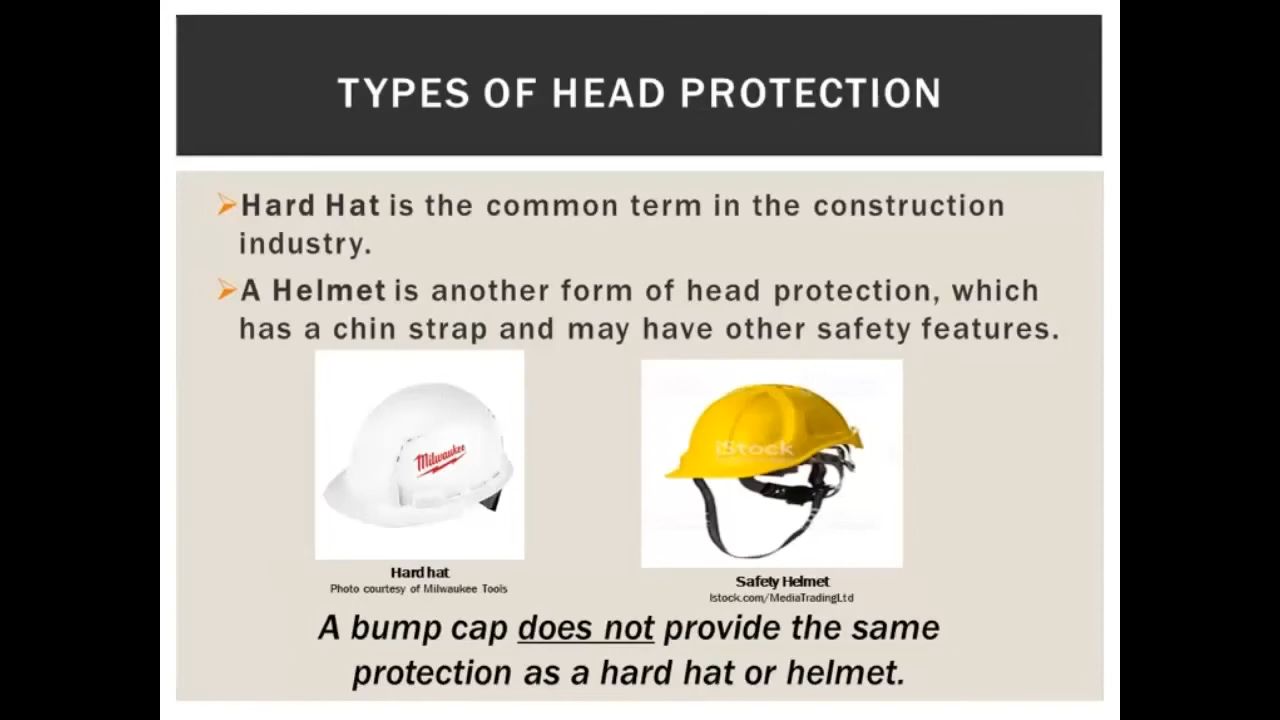 TYPES OF HEAD PROTECTION
Hard Hat is the common term in the construction
industry.
A Helmet is another form of head protection, which
has a chin strap and may have other safety features.
Milwaukee
iStock
Hard hat
Photo courtesy of Milwaukee Tools
Safety Helmet
Istock.com/MediaTradingLtd
A bump cap does not provide the same
protection as a hard hat or helmet.